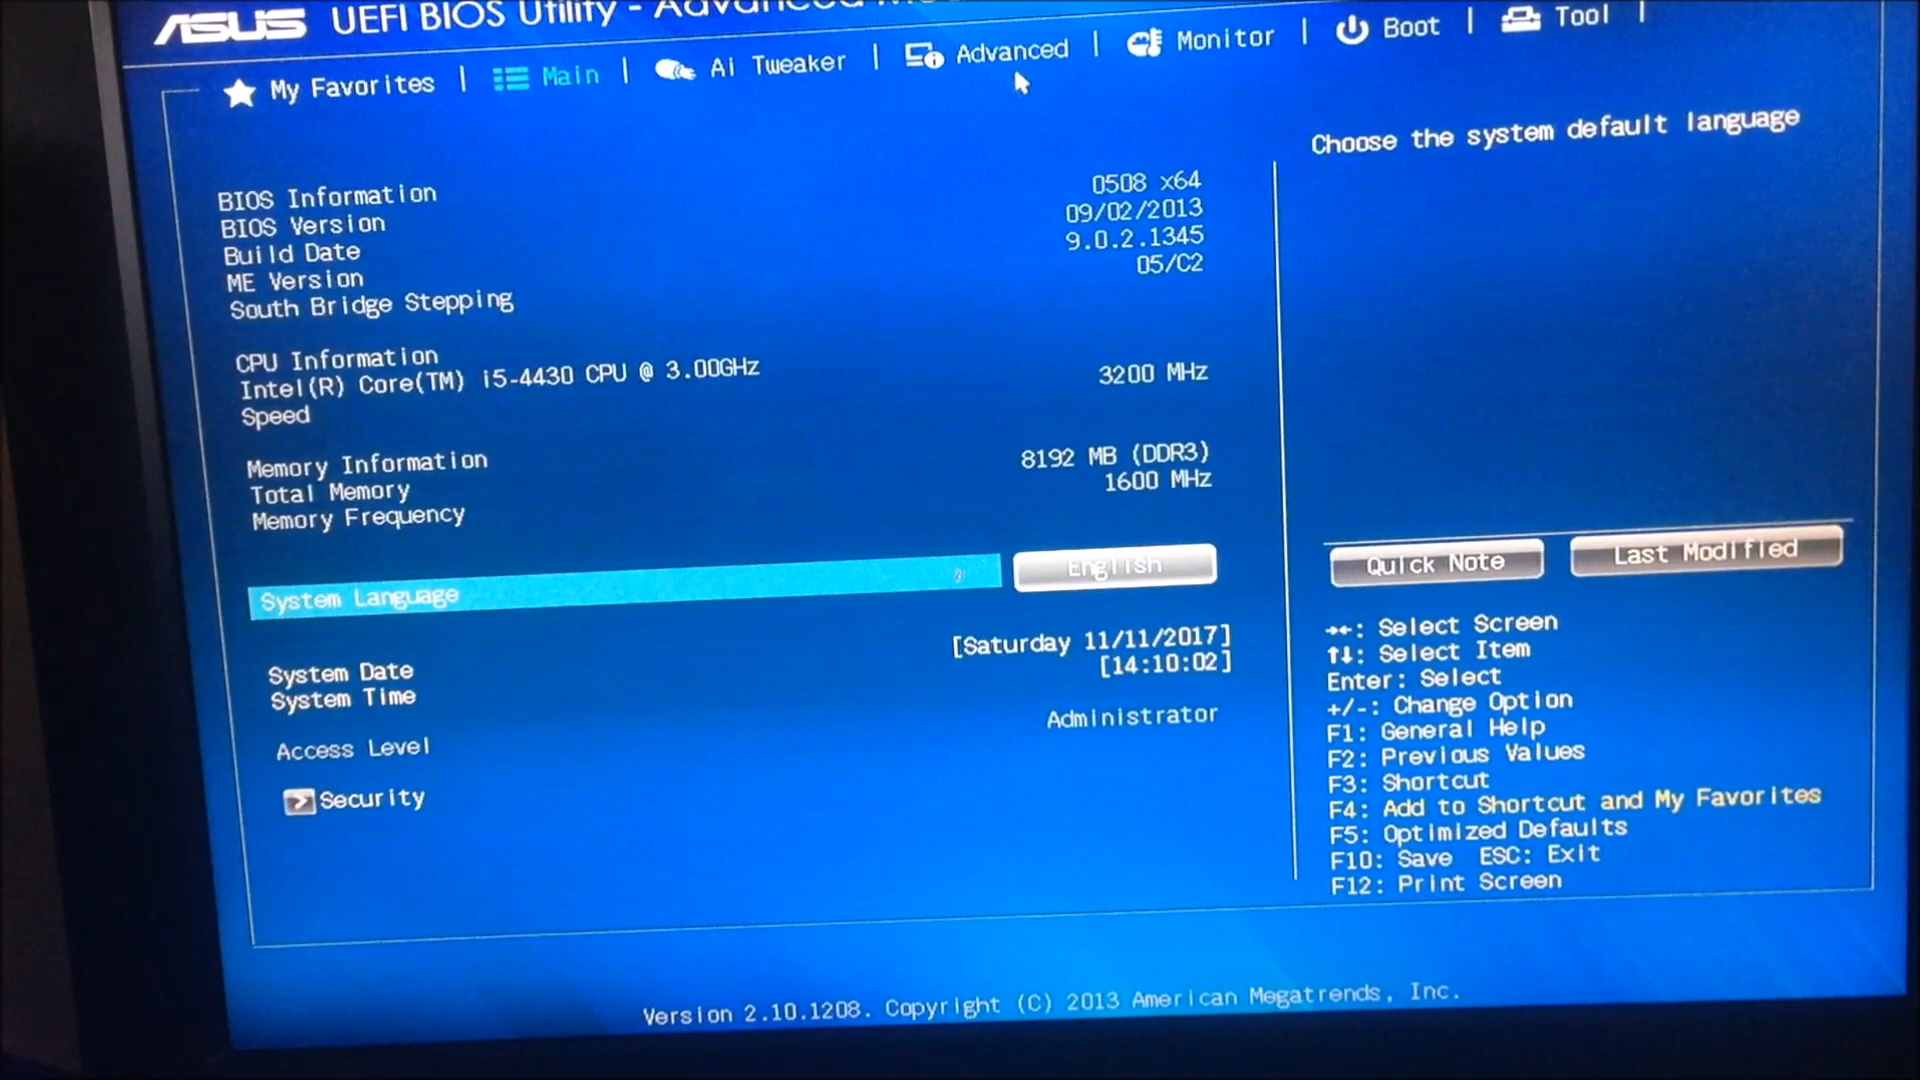 ASUS UEFI BIOS Utility - Advanced
My Favorites | Main | Ai Tweaker | Advanced | Monitor | Boot | Tool |
Choose the system default language
BIOS Information
BIOS Version 0508 x64
Build Date 09/02/2013
ME Version 9.0.2.1345
South Bridge Stepping 05/C2
CPU Information
Intel(R) Core(TM) i5-4430 CPU @ 3.00GHz
Speed 3200 MHz
Memory Information
Total Memory 8192 MB (DDR3)
Memory Frequency 1600 MHz
System Language English
System Date [Saturday 11/11/2017]
System Time [14:10:02]
Access Level Administrator
Security
Quick Note Last Modified
→←: Select Screen
↑↓: Select Item
Enter: Select
+/-: Change Option
F1: General Help
F2: Previous Values
F3: Shortcut
F4: Add to Shortcut and My Favorites
F5: Optimized Defaults
F10: Save ESC: Exit
F12: Print Screen
Version 2.10.1208. Copyright (C) 2013 American Megatrends, Inc.